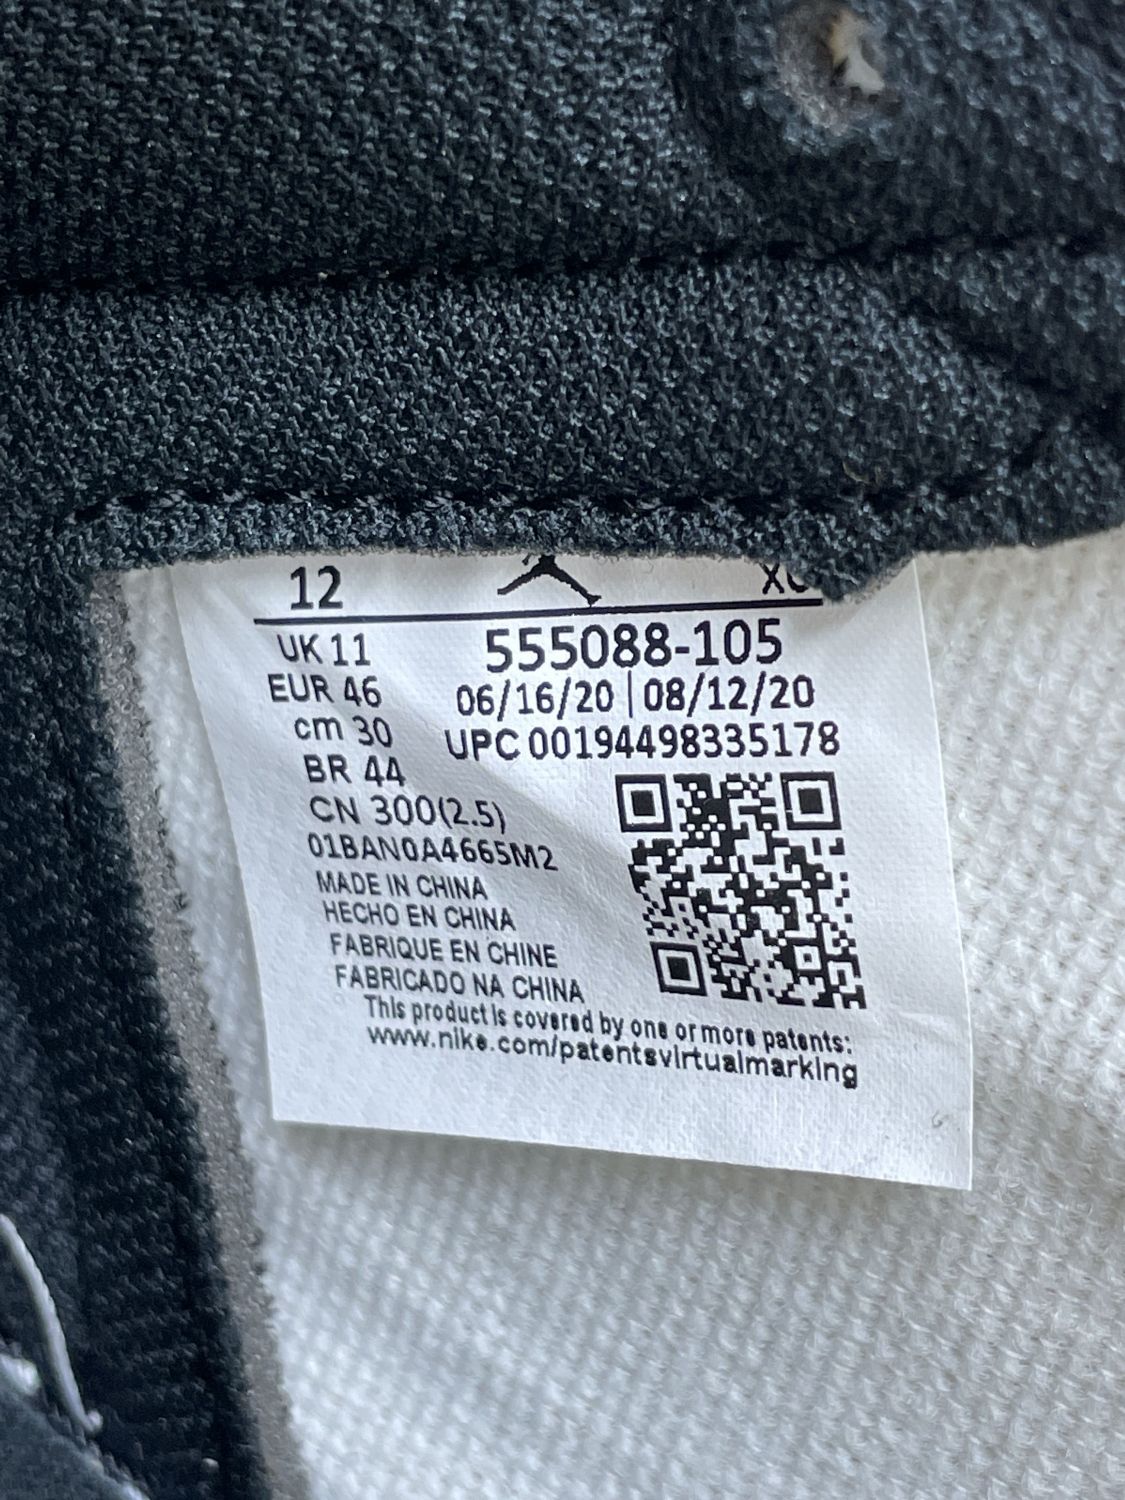 12
UK 11
EUR 46
cm 30
BR 44
CN 300(2.5)
01BAN0A4665M2
MADE IN CHINA
HECHO EN CHINA
FABRIQUE EN CHINE
FABRICADO NA CHINA
555088-105
06/16/20 | 08/12/20
UPC 00194498335178
This product is covered by one or more patents:
www.nike.com/patentsvirtualmarking